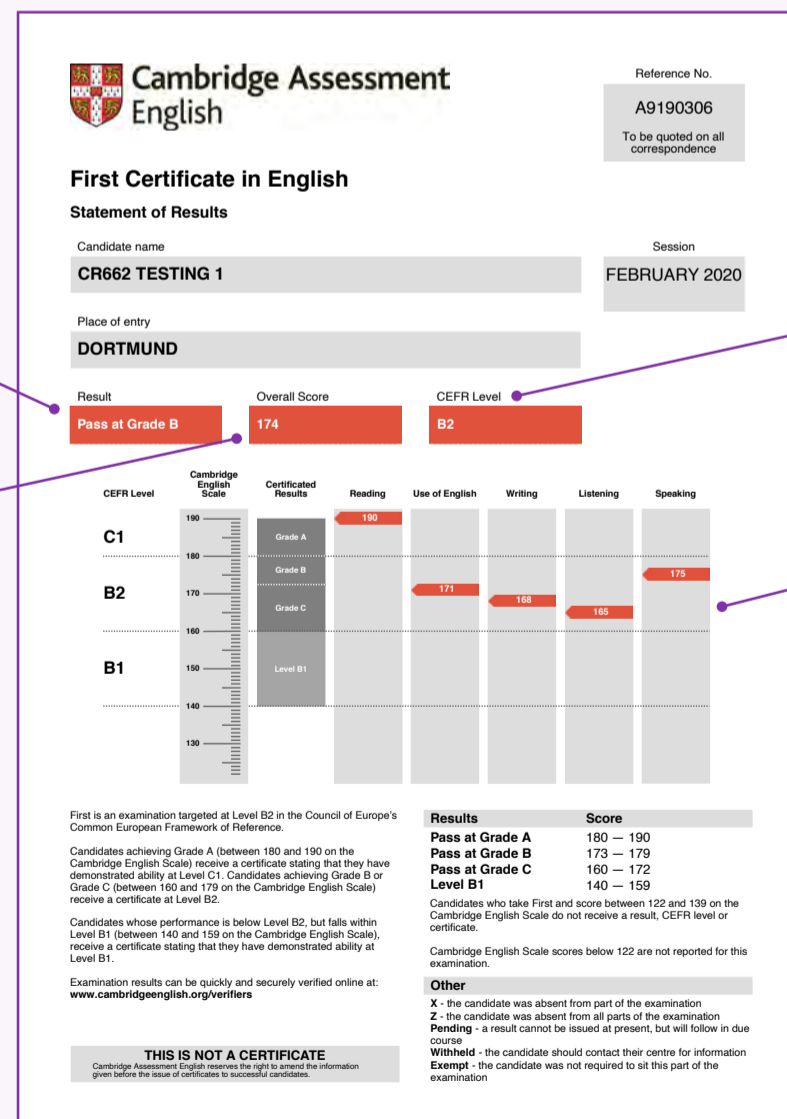 Cambridge Assessment
English
Reference No.
A9190306
To be quoted on all
correspondence
First Certificate in English
Statement of Results
Candidate name
CR662 TESTING 1
Session
FEBRUARY 2020
Place of entry
DORTMUND
Result
Overall Score
CEFR Level
Pass at Grade B
174
B2
CEFR Level
Cambridge
English
Scale
Certificated
Results
Reading
Use of English
Writing
Listening
Speaking
190
190
C1
Grade A
180
Grade B
175
B2
170
171
168
Grade C
165
160
B1
150
Level B1
140
130
First is an examination targeted at Level B2 in the Council of Europe's
Common European Framework of Reference.
Candidates achieving Grade A (between 180 and 190 on the
Cambridge English Scale) receive a certificate stating that they have
demonstrated ability at Level C1. Candidates achieving Grade B or
Grade C (between 160 and 179 on the Cambridge English Scale)
receive a certificate at Level B2.
Candidates whose performance is below Level B2, but falls within
Level B1 (between 140 and 159 on the Cambridge English Scale),
receive a certificate stating that they have demonstrated ability at
Level B1.
Examination results can be quickly and securely verified online at:
www.cambridgeenglish.org/verifiers
THIS IS NOT A CERTIFICATE
Cambridge Assessment English reserves the right to amend the information
given before the issue of certificates to successful candidates.
Results Score
Pass at Grade A 180 — 190
Pass at Grade B 173 — 179
Pass at Grade C 160 — 172
Level B1 140 — 159
Candidates who take First and score between 122 and 139 on the
Cambridge English Scale do not receive a result, CEFR level or
certificate.
Cambridge English Scale scores below 122 are not reported for this
examination.
Other
X - the candidate was absent from part of the examination
Z - the candidate was absent from all parts of the examination
Pending - a result cannot be issued at present, but will follow in due
course
Withheld - the candidate should contact their centre for information
Exempt - the candidate was not required to sit this part of the
examination